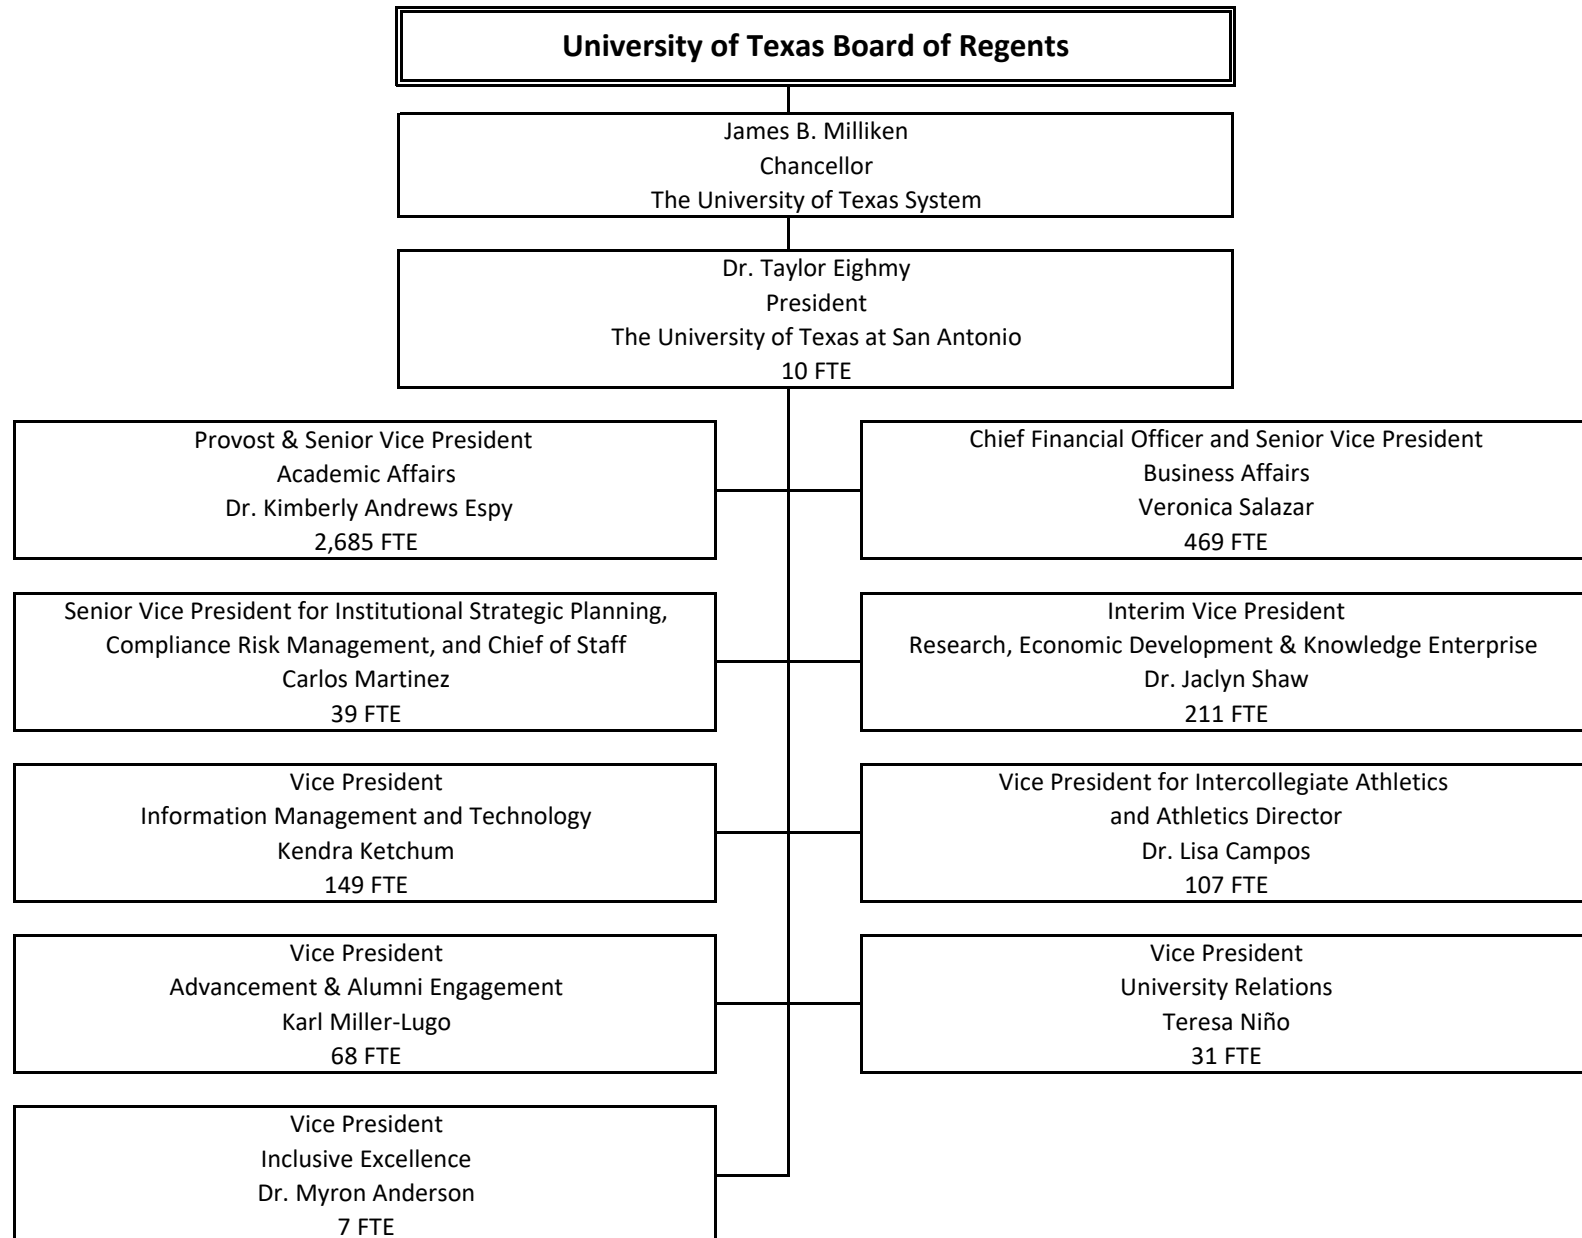 University of Texas Board of Regents
James B. Milliken
Chancellor
The University of Texas System
Dr. Taylor Eighmy
President
The University of Texas at San Antonio
10 FTE
Provost & Senior Vice President
Academic Affairs
Dr. Kimberly Andrews Espy
2,685 FTE
Chief Financial Officer and Senior Vice President
Business Affairs
Veronica Salazar
469 FTE
Senior Vice President for Institutional Strategic Planning,
Compliance Risk Management, and Chief of Staff
Carlos Martinez
39 FTE
Interim Vice President
Research, Economic Development & Knowledge Enterprise
Dr. Jaclyn Shaw
211 FTE
Vice President
Information Management and Technology
Kendra Ketchum
149 FTE
Vice President for Intercollegiate Athletics
and Athletics Director
Dr. Lisa Campos
107 FTE
Vice President
Advancement & Alumni Engagement
Karl Miller-Lugo
68 FTE
Vice President
University Relations
Teresa Niño
31 FTE
Vice President
Inclusive Excellence
Dr. Myron Anderson
7 FTE